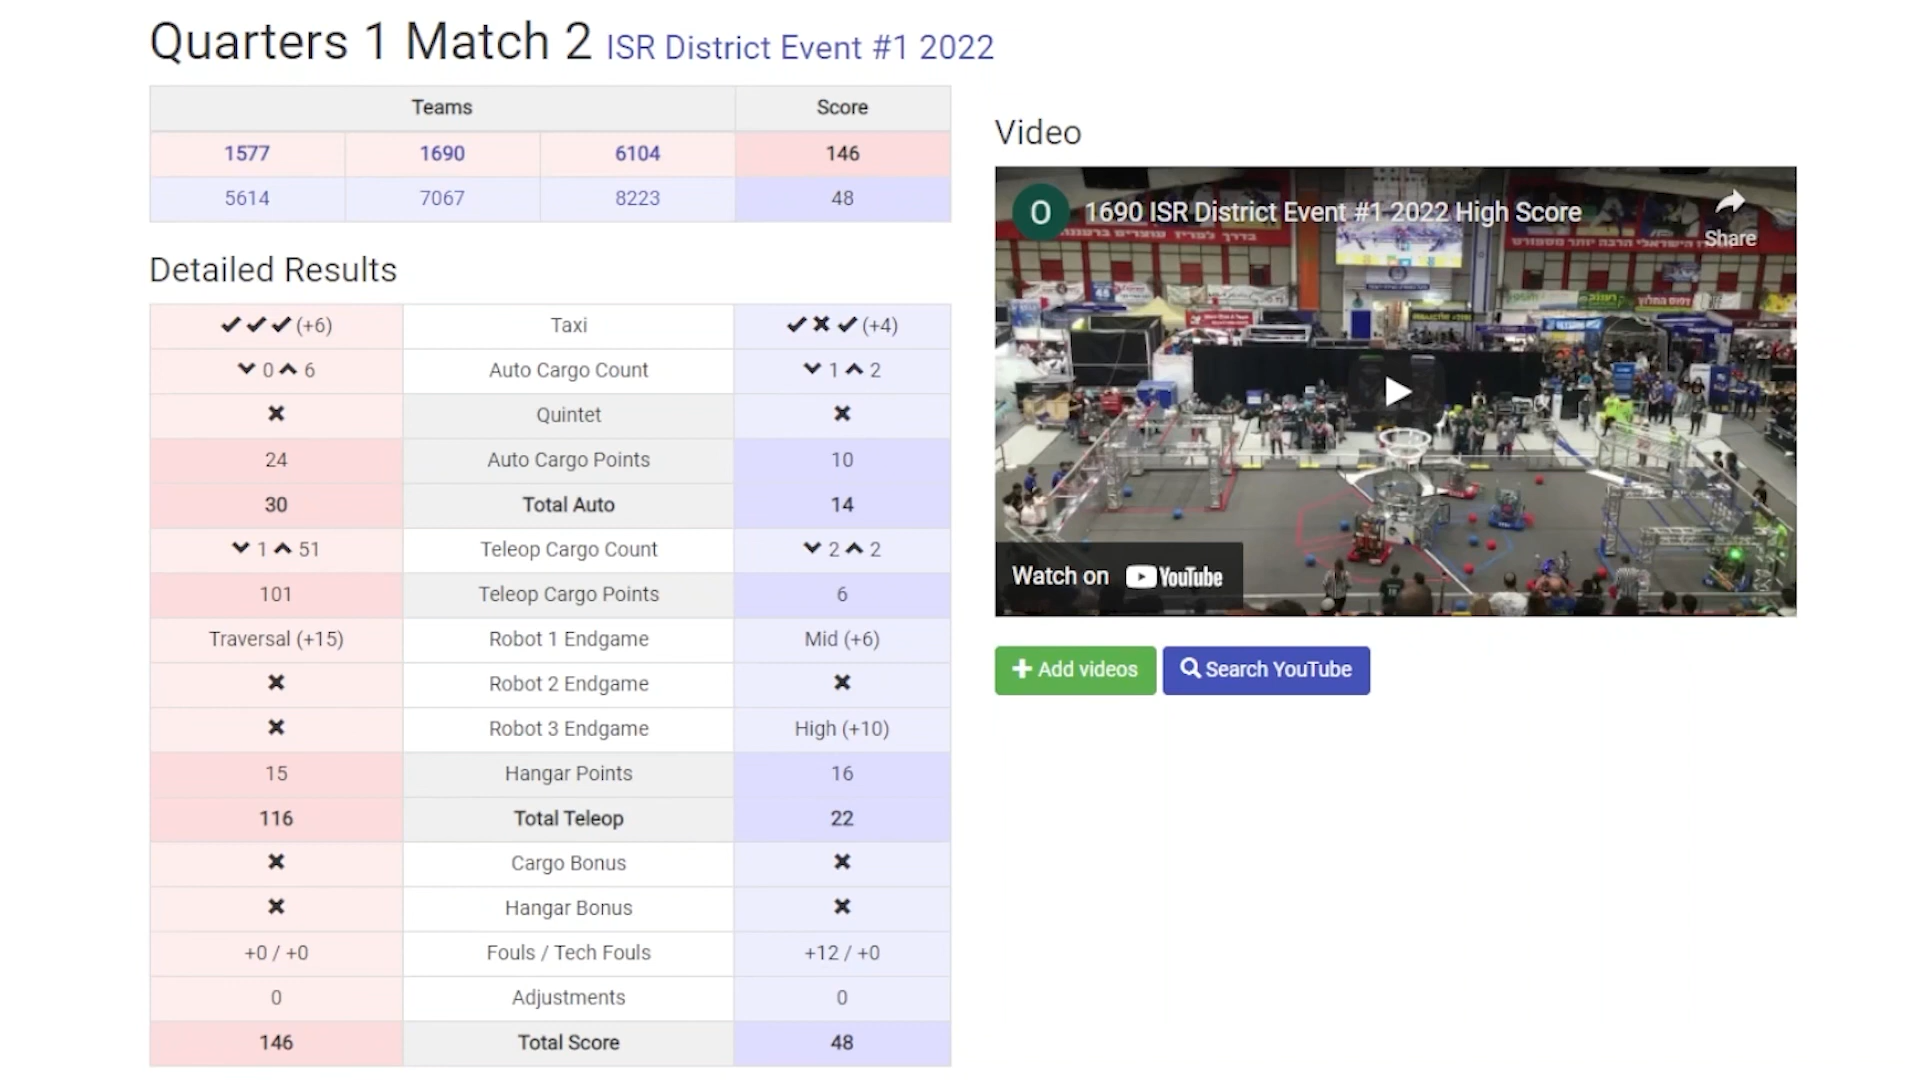 Quarters 1 Match 2 ISR District Event #1 2022
Teams Score
1577 1690 6104 146
5614 7067 8223 48
Detailed Results
(+6) Taxi (+4)
0 6 Auto Cargo Count 1 2
Quintet
24 Auto Cargo Points 10
30 Total Auto 14
1 51 Teleop Cargo Count 2 2
101 Teleop Cargo Points 6
Traversal (+15) Robot 1 Endgame Mid (+6)
Robot 2 Endgame
Robot 3 Endgame High (+10)
15 Hangar Points 16
116 Total Teleop 22
Cargo Bonus
Hangar Bonus
+0 / +0 Fouls / Tech Fouls +12 / +0
0 Adjustments 0
146 Total Score 48
Video
O 1690 ISR District Event #1 2022 High Score
Share
Watch on YouTube
Add videos Search YouTube